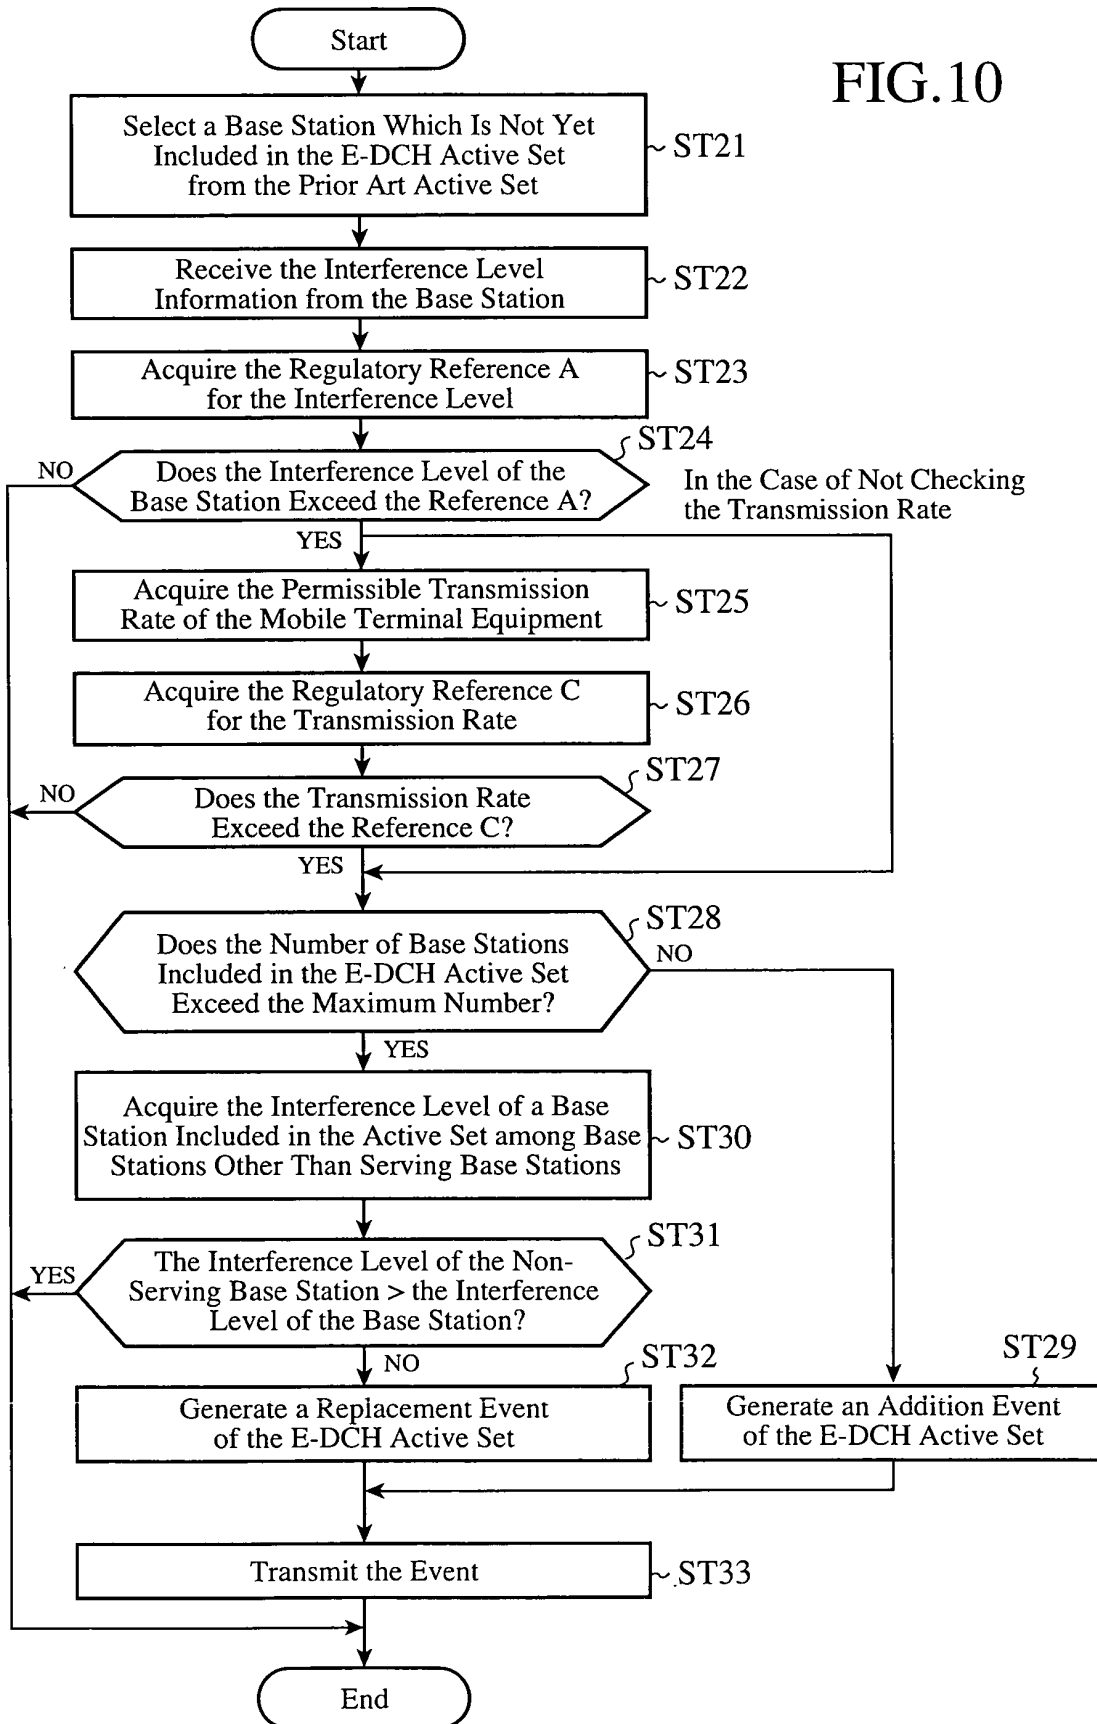 Start
FIG.10
Select a Base Station Which Is Not Yet
Included in the E-DCH Active Set
from the Prior Art Active Set
ST21
Receive the Interference Level
Information from the Base Station
ST22
Acquire the Regulatory Reference A
for the Interference Level
ST23
ST24
NO
Does the Interference Level of the
Base Station Exceed the Reference A?
In the Case of Not Checking
the Transmission Rate
YES
Acquire the Permissible Transmission
Rate of the Mobile Terminal Equipment
ST25
Acquire the Regulatory Reference C
for the Transmission Rate
ST26
ST27
NO
Does the Transmission Rate
Exceed the Reference C?
YES
ST28
Does the Number of Base Stations
Included in the E-DCH Active Set
Exceed the Maximum Number?
NO
YES
Acquire the Interference Level of a Base
Station Included in the Active Set among Base
Stations Other Than Serving Base Stations
ST30
ST31
YES
The Interference Level of the Non-
Serving Base Station > the Interference
Level of the Base Station?
NO
ST32
ST29
Generate a Replacement Event
of the E-DCH Active Set
Generate an Addition Event
of the E-DCH Active Set
Transmit the Event
ST33
End